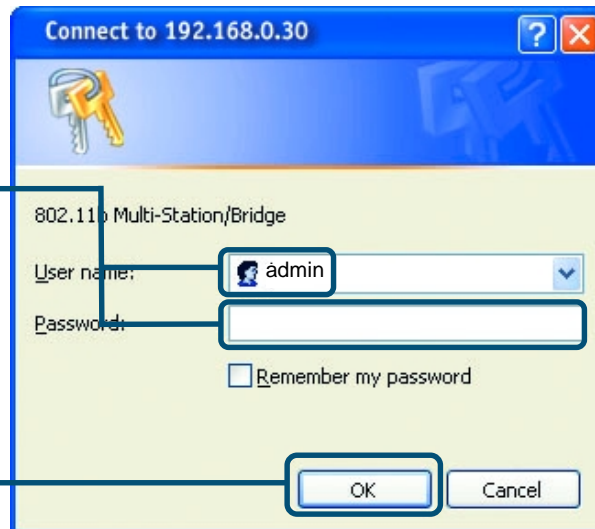 Connect to 192.168.0.30
802.11b Multi-Station/Bridge
User name:
admin
Password:
Remember my password
OK
Cancel